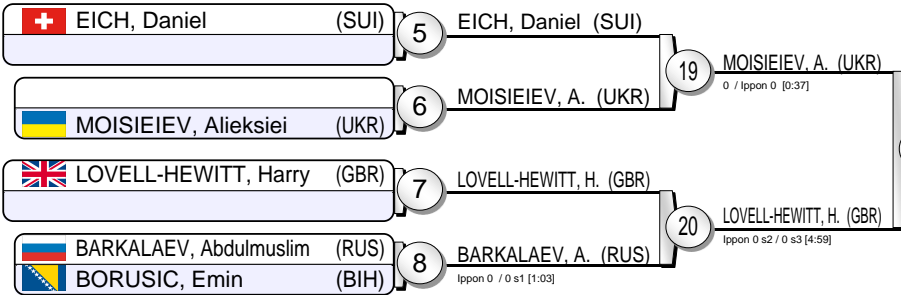 EICH, Daniel (SUI)
5
EICH, Daniel (SUI)
19
MOISIEIEV, A. (UKR)
0 / Ippon 0 [0:37]
6
MOISIEIEV, A. (UKR)
MOISIEIEV, Alieksiei (UKR)
LOVELL-HEWITT, Harry (GBR)
7
LOVELL-HEWITT, H. (GBR)
20
LOVELL-HEWITT, H. (GBR)
Ippon 0 s2 / 0 s3 [4:59]
BARKALAEV, Abdulmuslim (RUS)
8
BARKALAEV, A. (RUS)
Ippon 0 / 0 s1 [1:03]
BORUSIC, Emin (BIH)